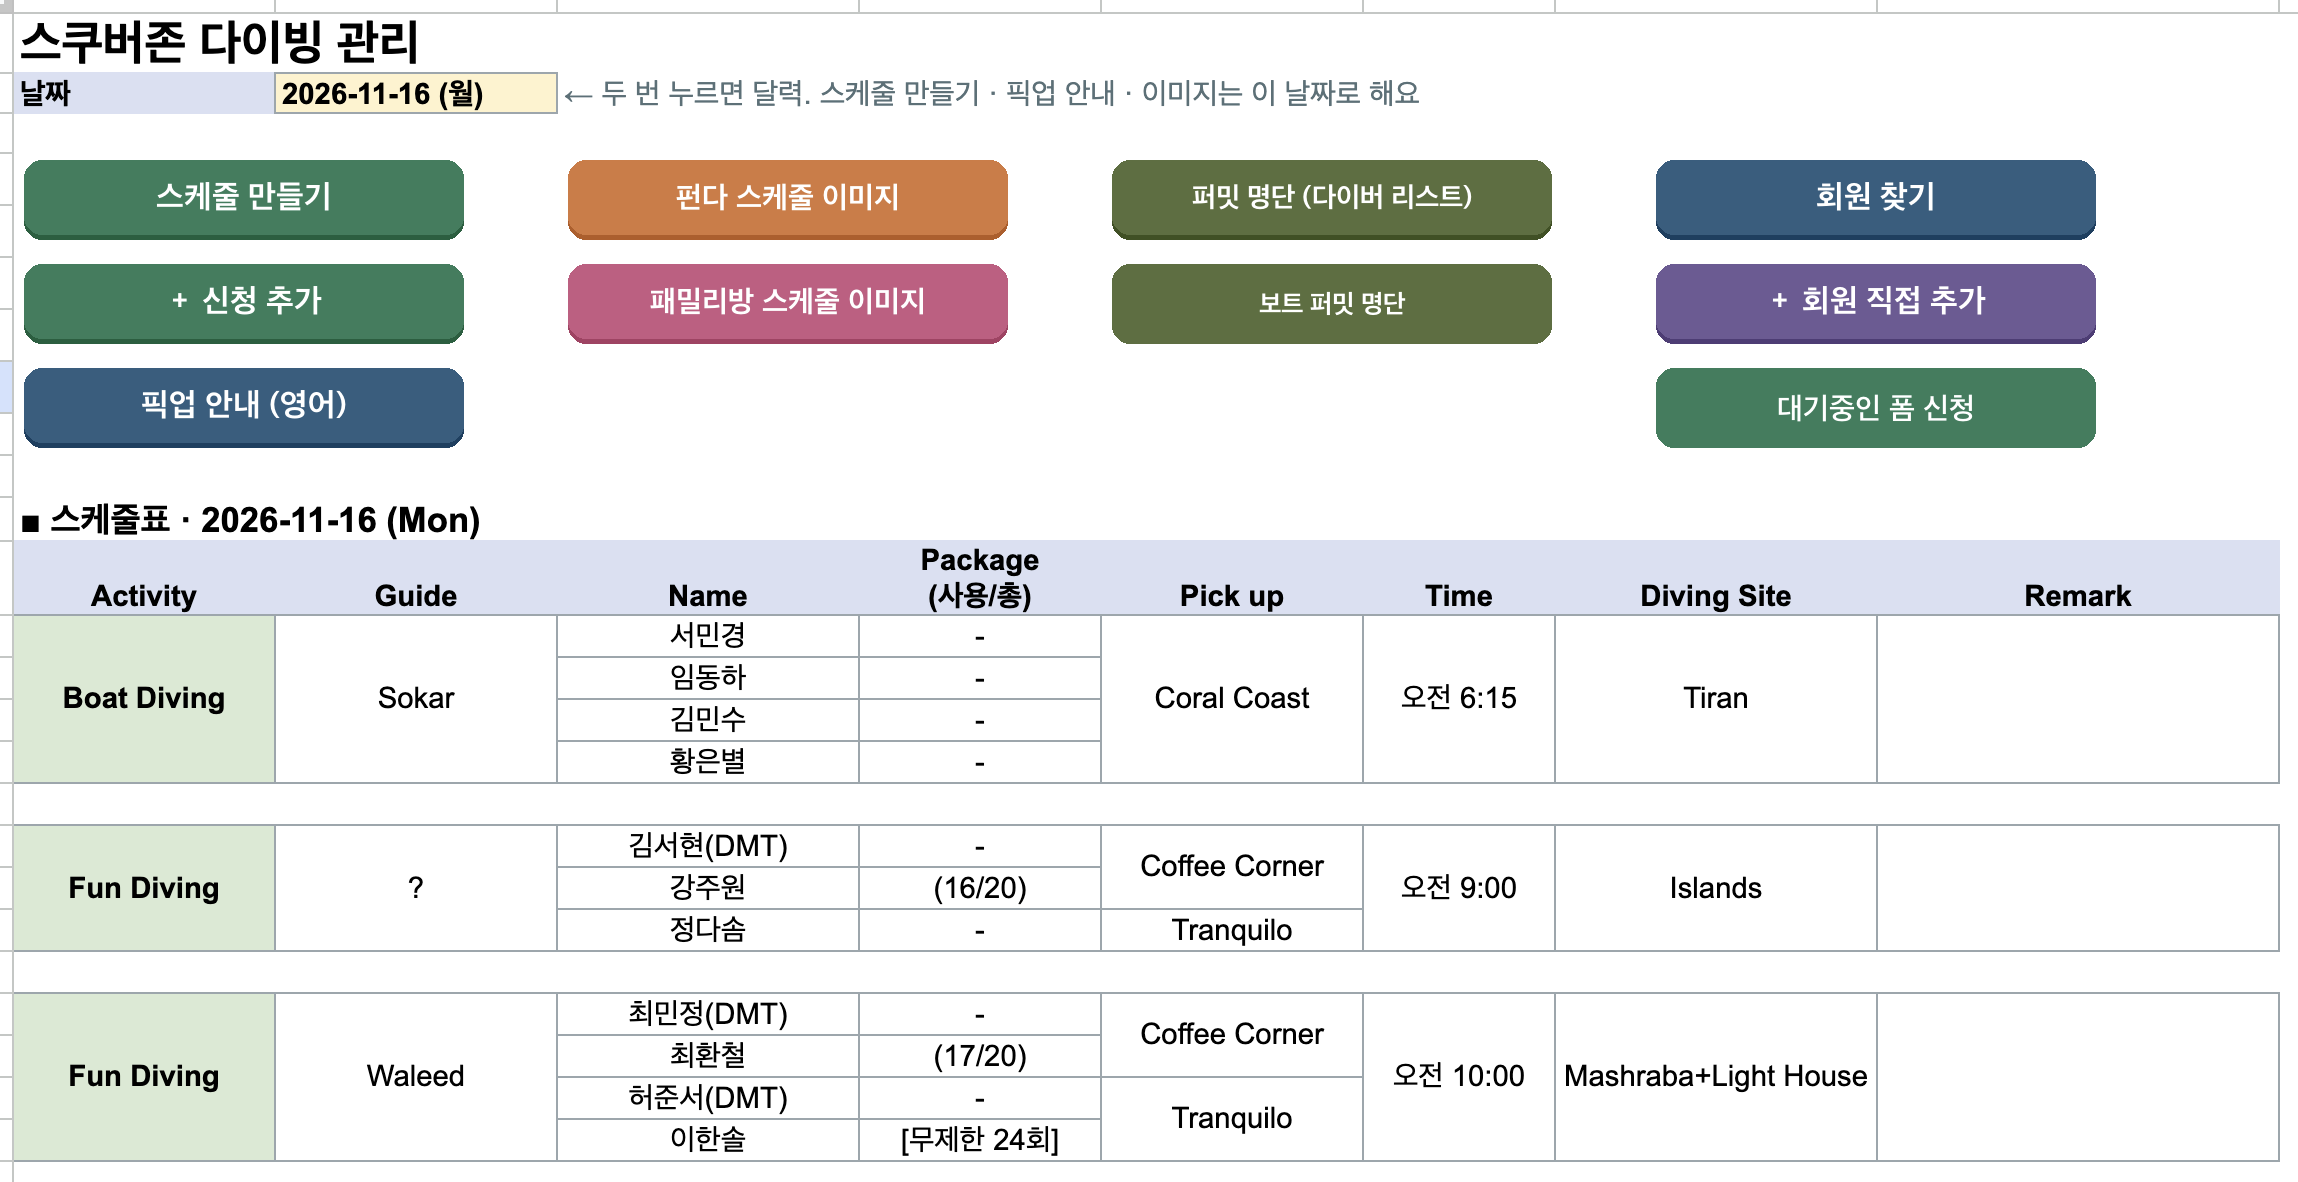 스쿠버존 다이빙 관리
날짜 2026-11-16 (월) ← 두 번 누르면 달력. 스케줄 만들기 · 픽업 안내 · 이미지는 이 날짜로 해요
스케줄 만들기 펀다 스케줄 이미지 퍼밋 명단 (다이버 리스트) 회원 찾기
+ 신청 추가 패밀리방 스케줄 이미지 보트 퍼밋 명단 + 회원 직접 추가
픽업 안내 (영어) 대기중인 폼 신청
■ 스케줄표 · 2026-11-16 (Mon)
Activity Guide Name Package (사용/총) Pick up Time Diving Site Remark
Boat Diving Sokar 서민경 - Coral Coast 오전 6:15 Tiran
임동하 -
김민수 -
황은별 -
Fun Diving ? 김서현(DMT) - Coffee Corner 오전 9:00 Islands
강주원 (16/20)
정다솜 - Tranquilo
Fun Diving Waleed 최민정(DMT) - Coffee Corner 오전 10:00 Mashraba+Light House
최환철 (17/20)
허준서(DMT) - Tranquilo
이한솔 [무제한 24회]